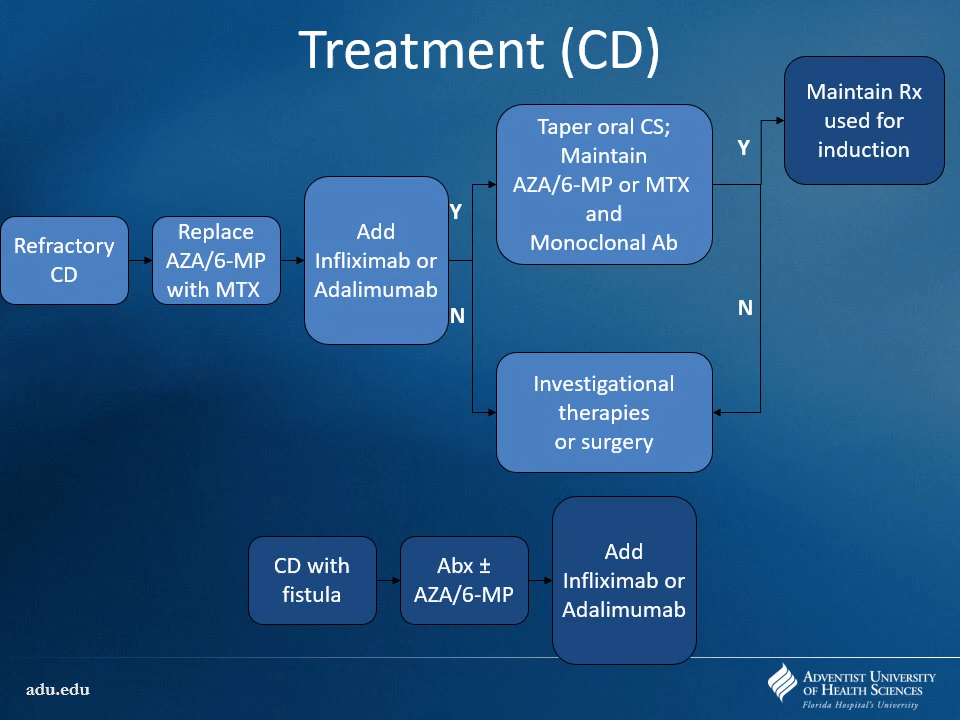 Treatment (CD)
Refractory
CD
Replace
AZA/6-MP
with MTX
Add
Infliximab or
Adalimumab
Y
N
Taper oral CS;
Maintain
AZA/6-MP or MTX
and
Monoclonal Ab
Y
N
Maintain Rx
used for
induction
Investigational
therapies
or surgery
CD with
fistula
Abx ±
AZA/6-MP
Add
Infliximab or
Adalimumab
adu.edu
ADVENTIST UNIVERSITY
OF HEALTH SCIENCES
Florida Hospital's University